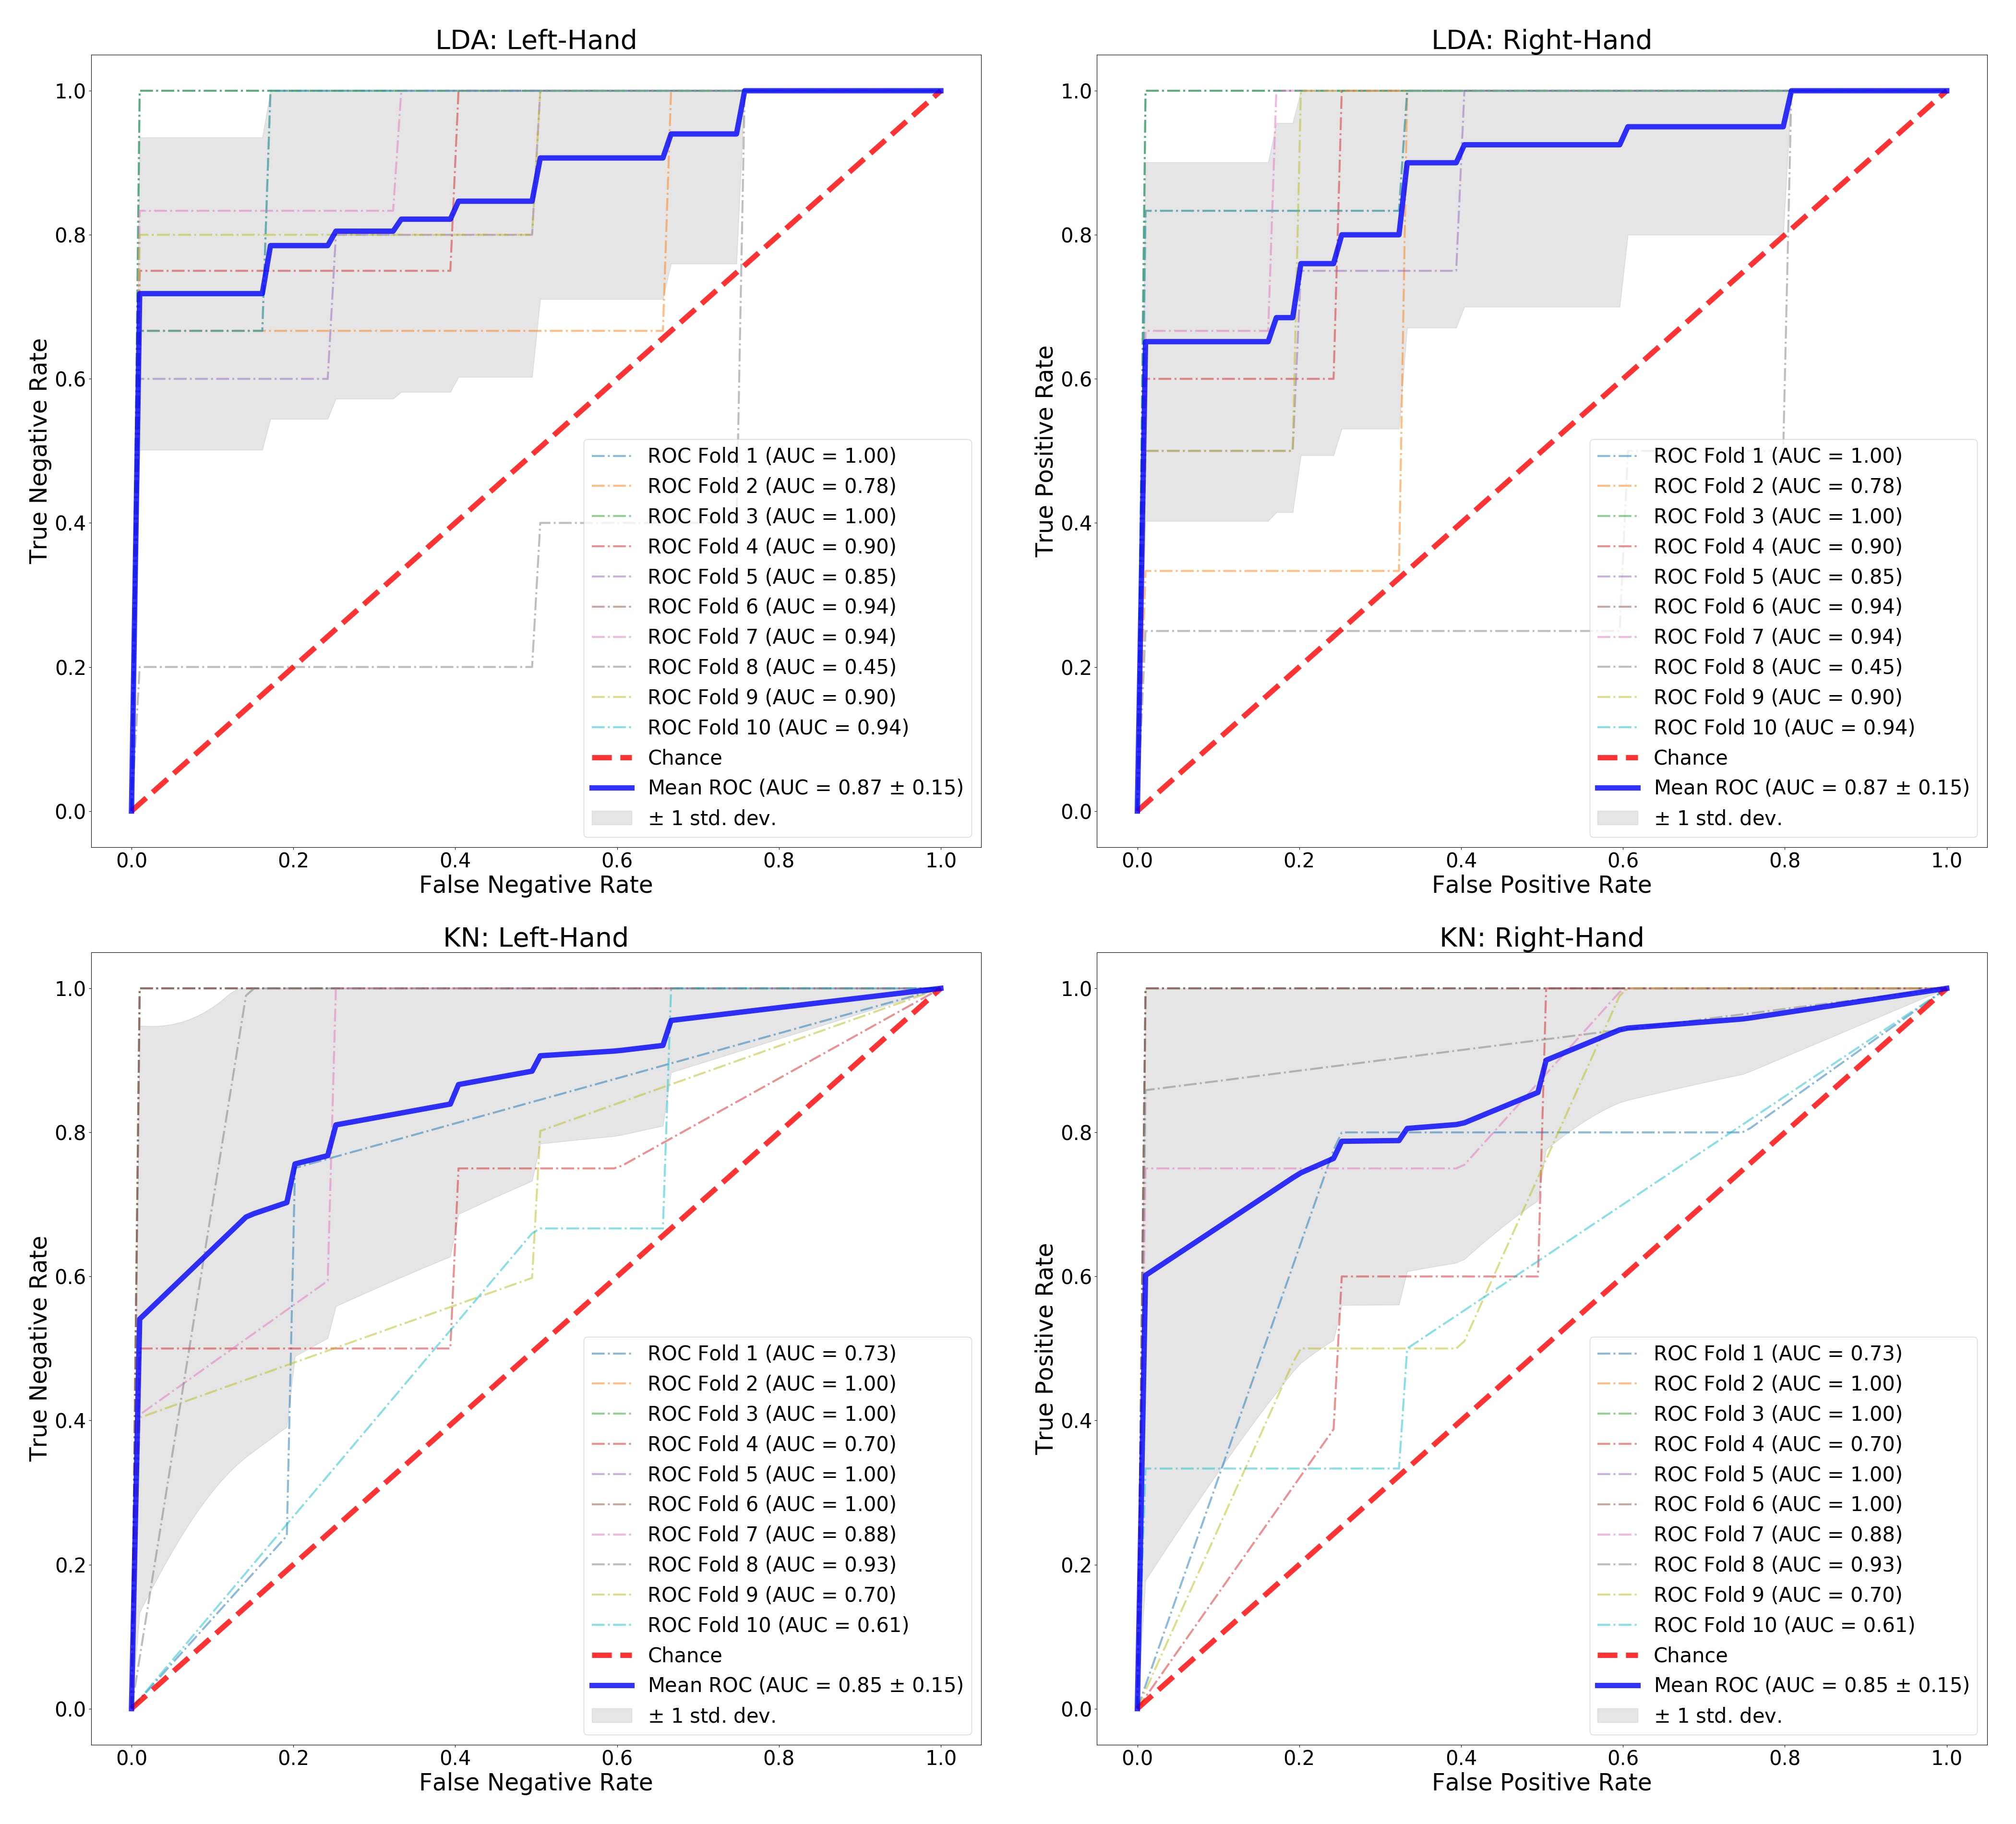 LDA: Left-Hand
True Negative Rate
1.0
0.8
0.6
0.4
0.2
0.0
ROC Fold 1 (AUC = 1.00)
ROC Fold 2 (AUC = 0.78)
ROC Fold 3 (AUC = 1.00)
ROC Fold 4 (AUC = 0.90)
ROC Fold 5 (AUC = 0.85)
ROC Fold 6 (AUC = 0.94)
ROC Fold 7 (AUC = 0.94)
ROC Fold 8 (AUC = 0.45)
ROC Fold 9 (AUC = 0.90)
ROC Fold 10 (AUC = 0.94)
Chance
Mean ROC (AUC = 0.87 ± 0.15)
± 1 std. dev.
0.0 0.2 0.4 0.6 0.8 1.0
False Negative Rate
LDA: Right-Hand
True Positive Rate
1.0
0.8
0.6
0.4
0.2
0.0
ROC Fold 1 (AUC = 1.00)
ROC Fold 2 (AUC = 0.78)
ROC Fold 3 (AUC = 1.00)
ROC Fold 4 (AUC = 0.90)
ROC Fold 5 (AUC = 0.85)
ROC Fold 6 (AUC = 0.94)
ROC Fold 7 (AUC = 0.94)
ROC Fold 8 (AUC = 0.45)
ROC Fold 9 (AUC = 0.90)
ROC Fold 10 (AUC = 0.94)
Chance
Mean ROC (AUC = 0.87 ± 0.15)
± 1 std. dev.
0.0 0.2 0.4 0.6 0.8 1.0
False Positive Rate
KN: Left-Hand
True Negative Rate
1.0
0.8
0.6
0.4
0.2
0.0
ROC Fold 1 (AUC = 0.73)
ROC Fold 2 (AUC = 1.00)
ROC Fold 3 (AUC = 1.00)
ROC Fold 4 (AUC = 0.70)
ROC Fold 5 (AUC = 1.00)
ROC Fold 6 (AUC = 1.00)
ROC Fold 7 (AUC = 0.88)
ROC Fold 8 (AUC = 0.93)
ROC Fold 9 (AUC = 0.70)
ROC Fold 10 (AUC = 0.61)
Chance
Mean ROC (AUC = 0.85 ± 0.15)
± 1 std. dev.
0.0 0.2 0.4 0.6 0.8 1.0
False Negative Rate
KN: Right-Hand
True Positive Rate
1.0
0.8
0.6
0.4
0.2
0.0
ROC Fold 1 (AUC = 0.73)
ROC Fold 2 (AUC = 1.00)
ROC Fold 3 (AUC = 1.00)
ROC Fold 4 (AUC = 0.70)
ROC Fold 5 (AUC = 1.00)
ROC Fold 6 (AUC = 1.00)
ROC Fold 7 (AUC = 0.88)
ROC Fold 8 (AUC = 0.93)
ROC Fold 9 (AUC = 0.70)
ROC Fold 10 (AUC = 0.61)
Chance
Mean ROC (AUC = 0.85 ± 0.15)
± 1 std. dev.
0.0 0.2 0.4 0.6 0.8 1.0
False Positive Rate